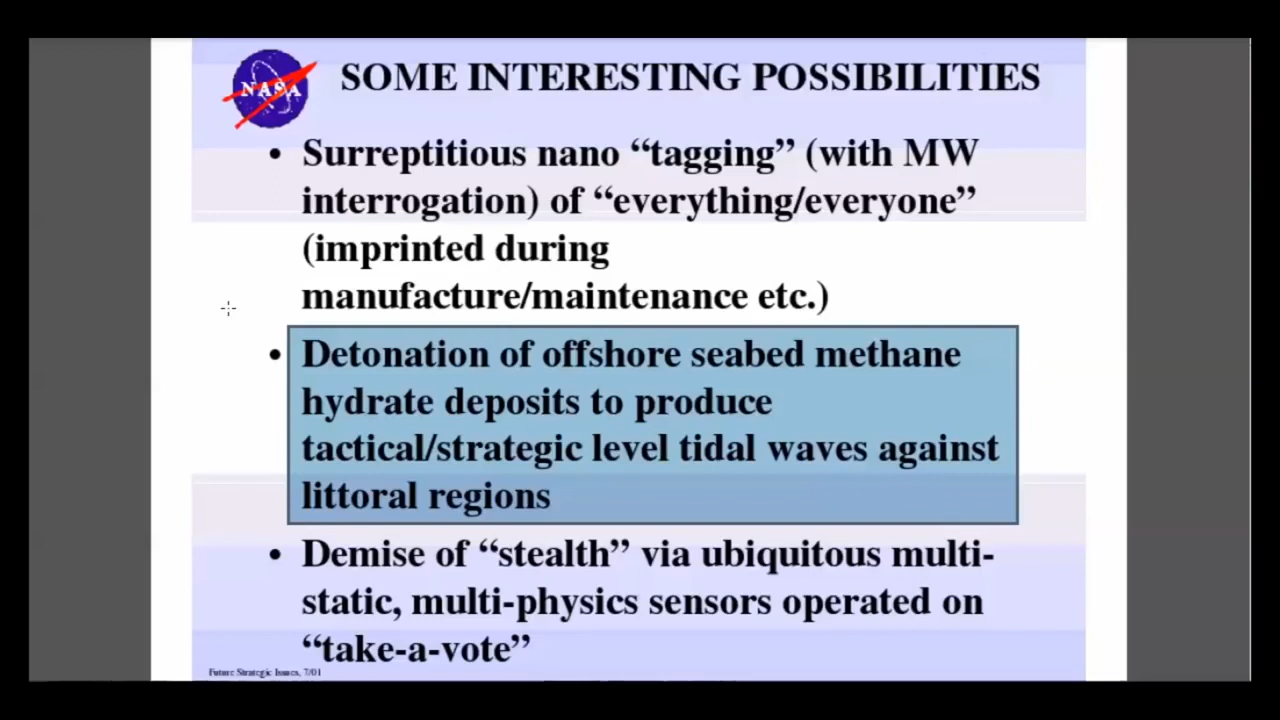 NASA
SOME INTERESTING POSSIBILITIES
• Surreptitious nano “tagging” (with MW
interrogation) of “everything/everyone”
(imprinted during
manufacture/maintenance etc.)
• Detonation of offshore seabed methane
hydrate deposits to produce
tactical/strategic level tidal waves against
littoral regions
• Demise of “stealth” via ubiquitous multi-
static, multi-physics sensors operated on
“take-a-vote”
Future Strategic Issues, 7/01